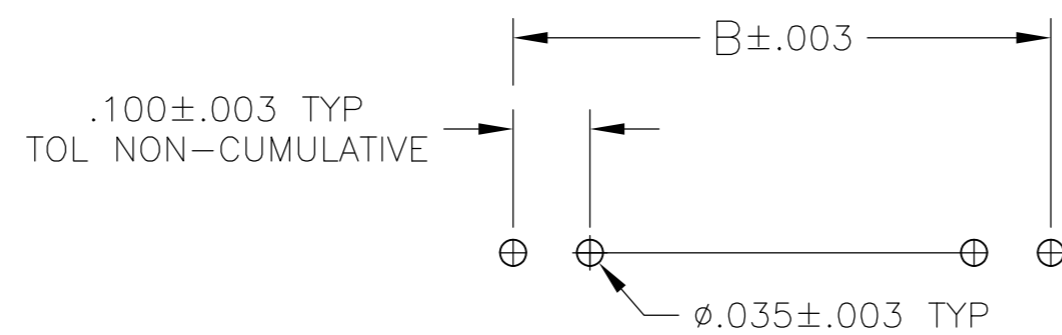 B±.003
.100±.003 TYP
TOL NON-CUMULATIVE
ø.035±.003 TYP